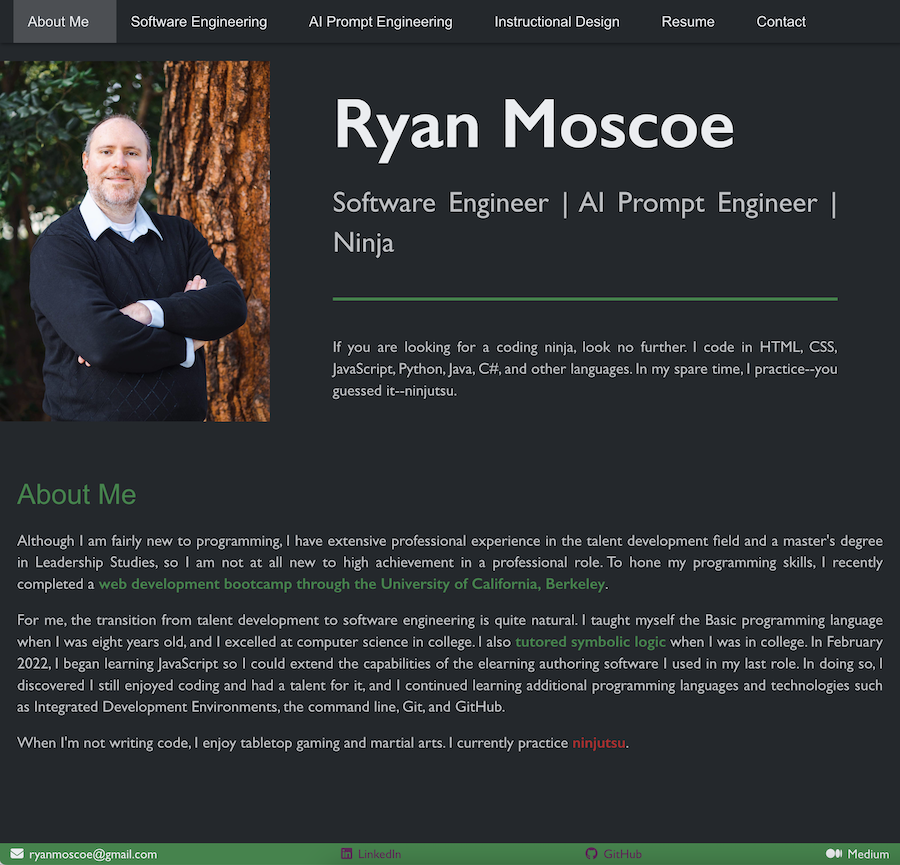 About Me Software Engineering AI Prompt Engineering Instructional Design Resume Contact
Ryan Moscoe
Software Engineer | AI Prompt Engineer |
Ninja
If you are looking for a coding ninja, look no further. I code in HTML, CSS,
JavaScript, Python, Java, C#, and other languages. In my spare time, I practice--you
guessed it--ninjutsu.
About Me
Although I am fairly new to programming, I have extensive professional experience in the talent development field and a master's degree
in Leadership Studies, so I am not at all new to high achievement in a professional role. To hone my programming skills, I recently
completed a web development bootcamp through the University of California, Berkeley.
For me, the transition from talent development to software engineering is quite natural. I taught myself the Basic programming language
when I was eight years old, and I excelled at computer science in college. I also tutored symbolic logic when I was in college. In February
2022, I began learning JavaScript so I could extend the capabilities of the elearning authoring software I used in my last role. In doing so, I
discovered I still enjoyed coding and had a talent for it, and I continued learning additional programming languages and technologies such
as Integrated Development Environments, the command line, Git, and GitHub.
When I'm not writing code, I enjoy tabletop gaming and martial arts. I currently practice ninjutsu.
ryanmoscoe@gmail.com LinkedIn GitHub Medium